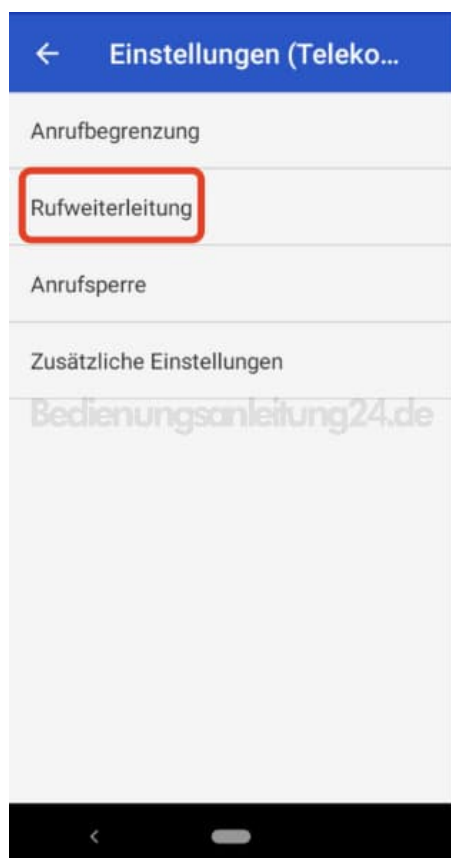 Einstellungen (Teleko...
Anrufbegrenzung
Rufweiterleitung
Anrufsperre
Zusätzliche Einstellungen
Bedienungsanleitung24.de